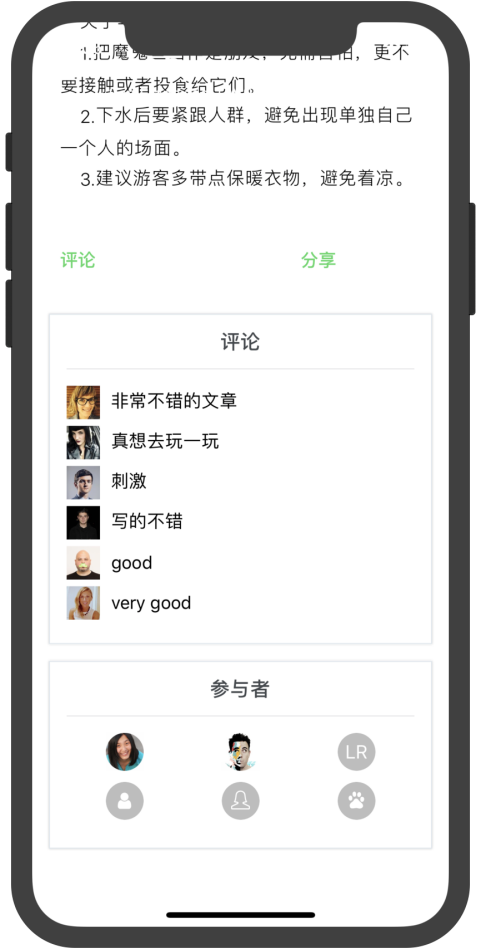 要接触或者投食给它们。
2.下水后要紧跟人群，避免出现单独自己
一个人的场面。
3.建议游客多带点保暖衣物，避免着凉。
评论 分享
评论
非常不错的文章
真想去玩一玩
刺激
写的不错
good
very good
参与者
LR